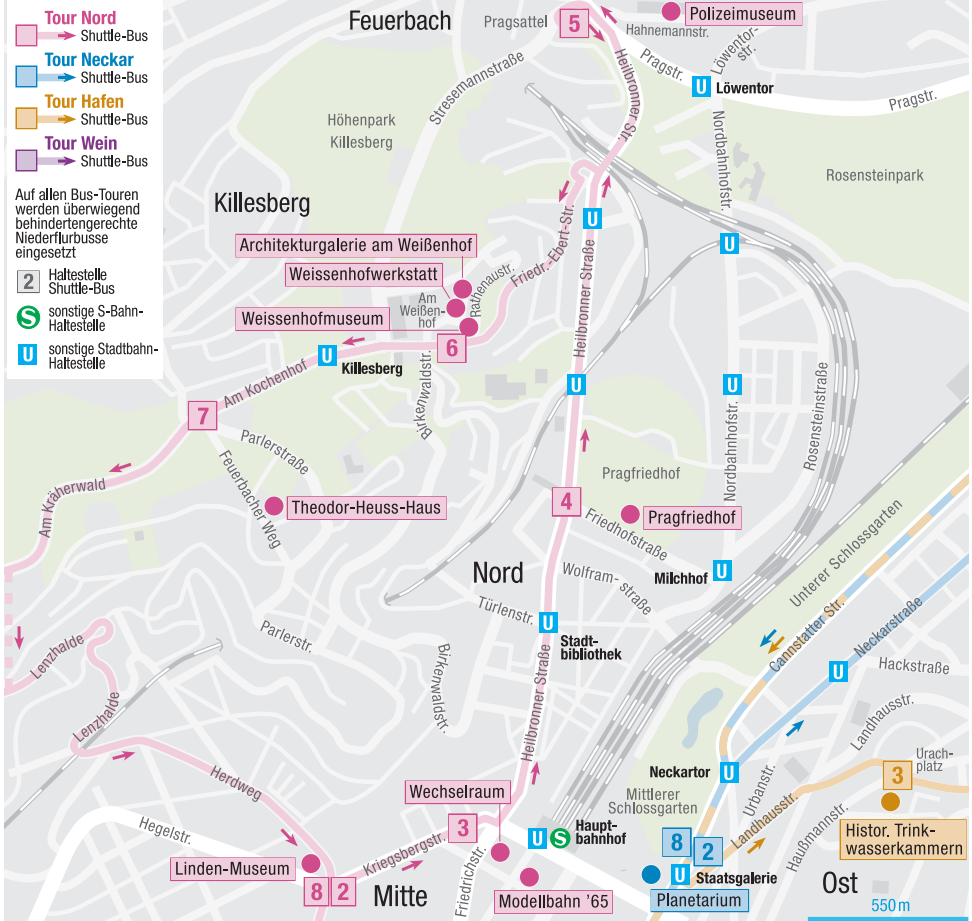 Tour Nord
Shuttle-Bus
Tour Neckar
Shuttle-Bus
Tour Hafen
Shuttle-Bus
Tour Wein
Shuttle-Bus
Auf allen Bus-Touren
werden überwiegend
behindertengerechte
Niederflurbusse
eingesetzt
2
Haltestelle
Shuttle-Bus
S
sonstige S-Bahn-
Haltestelle
U
sonstige Stadtbahn-
Haltestelle
Feuerbach
Pragsattel
5
Polizeimuseum
Hahnemannstr.
Löwentor-
str.
Pragstr.
U
Löwentor
Pragstr.
Heilbronner Str.
Stresemannstraße
Höhenpark
Killesberg
Nordbahnhofstr.
Rosensteinpark
Killesberg
U
U
Architekturgalerie am Weißenhof
Weissenhofwerkstatt
Weissenhofmuseum
Friedr.-Ebert-Str.
Rathenaustr.
Am
Weißen-
hof
6
Heilbronner Straße
U
Killesberg
Am Kochenhof
Birkenwaldstr.
U
U
7
Parlerstraße
Feuerbacher Weg
Nordbahnhofstr.
Rosensteinstraße
Am Kräherwald
Theodor-Heuss-Haus
4
Pragfriedhof
Pragfriedhof
Friedhofstraße
Nord
Wolfram- straße
Milchhof
U
Unterer Schlossgarten
Türlenstr.
U
Stadt-
bibliothek
Cannstatter Str.
Neckarstraße
Parlerstr.
Birkenwaldstr.
Lenzhalde
Lenzhalde
Heilbronner Straße
U
Hackstraße
Landhausstr.
Herdweg
Neckartor
U
Urach-
platz
3
Mittlerer
Schlossgarten
Urbanstr.
Landhausstr.
Haußmannstr.
Histor. Trink-
wasserkammern
Wechselraum
3
Hegelstr.
Kriegsbergstr.
Friedrichstr.
U
S
Haupt-
bahnhof
8
2
Linden-Museum
8
2
Mitte
Modellbahn '65
U
Staatsgalerie
Planetarium
Ost
550 m